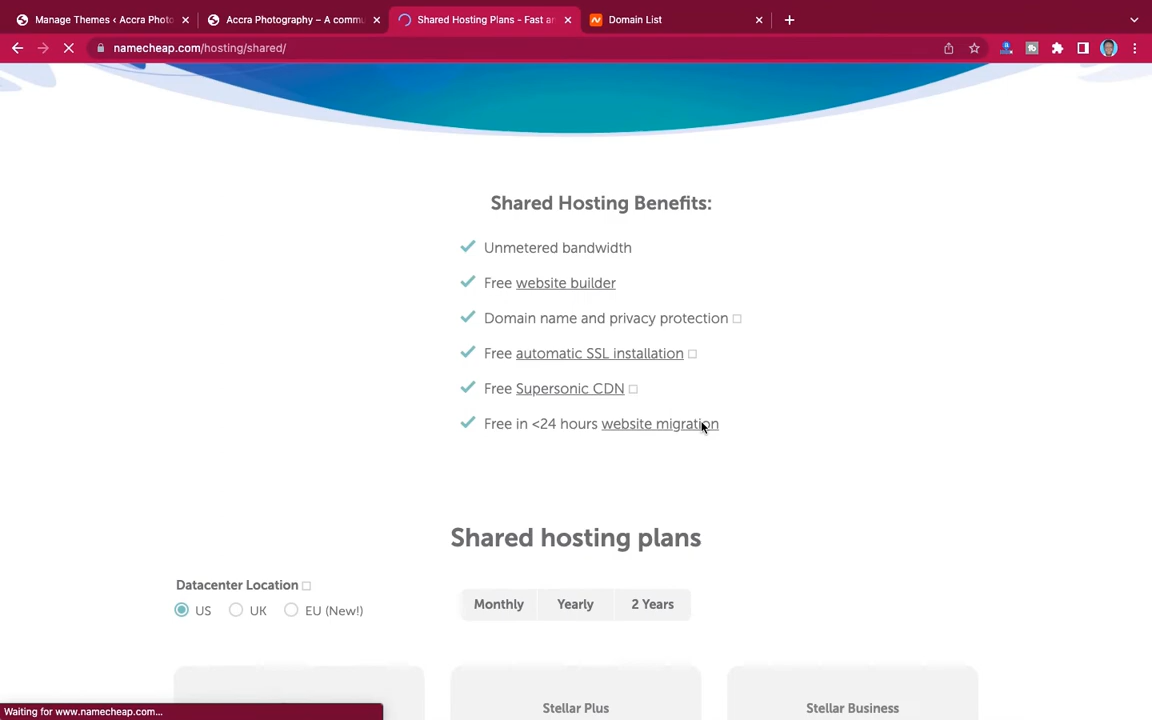 Manage Themes ‹ Accra Photo
Accra Photography – A commu
Shared Hosting Plans - Fast an
Domain List
namecheap.com/hosting/shared/
Shared Hosting Benefits:
Unmetered bandwidth
Free website builder
Domain name and privacy protection
Free automatic SSL installation
Free Supersonic CDN
Free in <24 hours website migration
Shared hosting plans
Datacenter Location
US UK EU (New!)
Monthly Yearly 2 Years
Stellar Plus
Stellar Business
Waiting for www.namecheap.com...